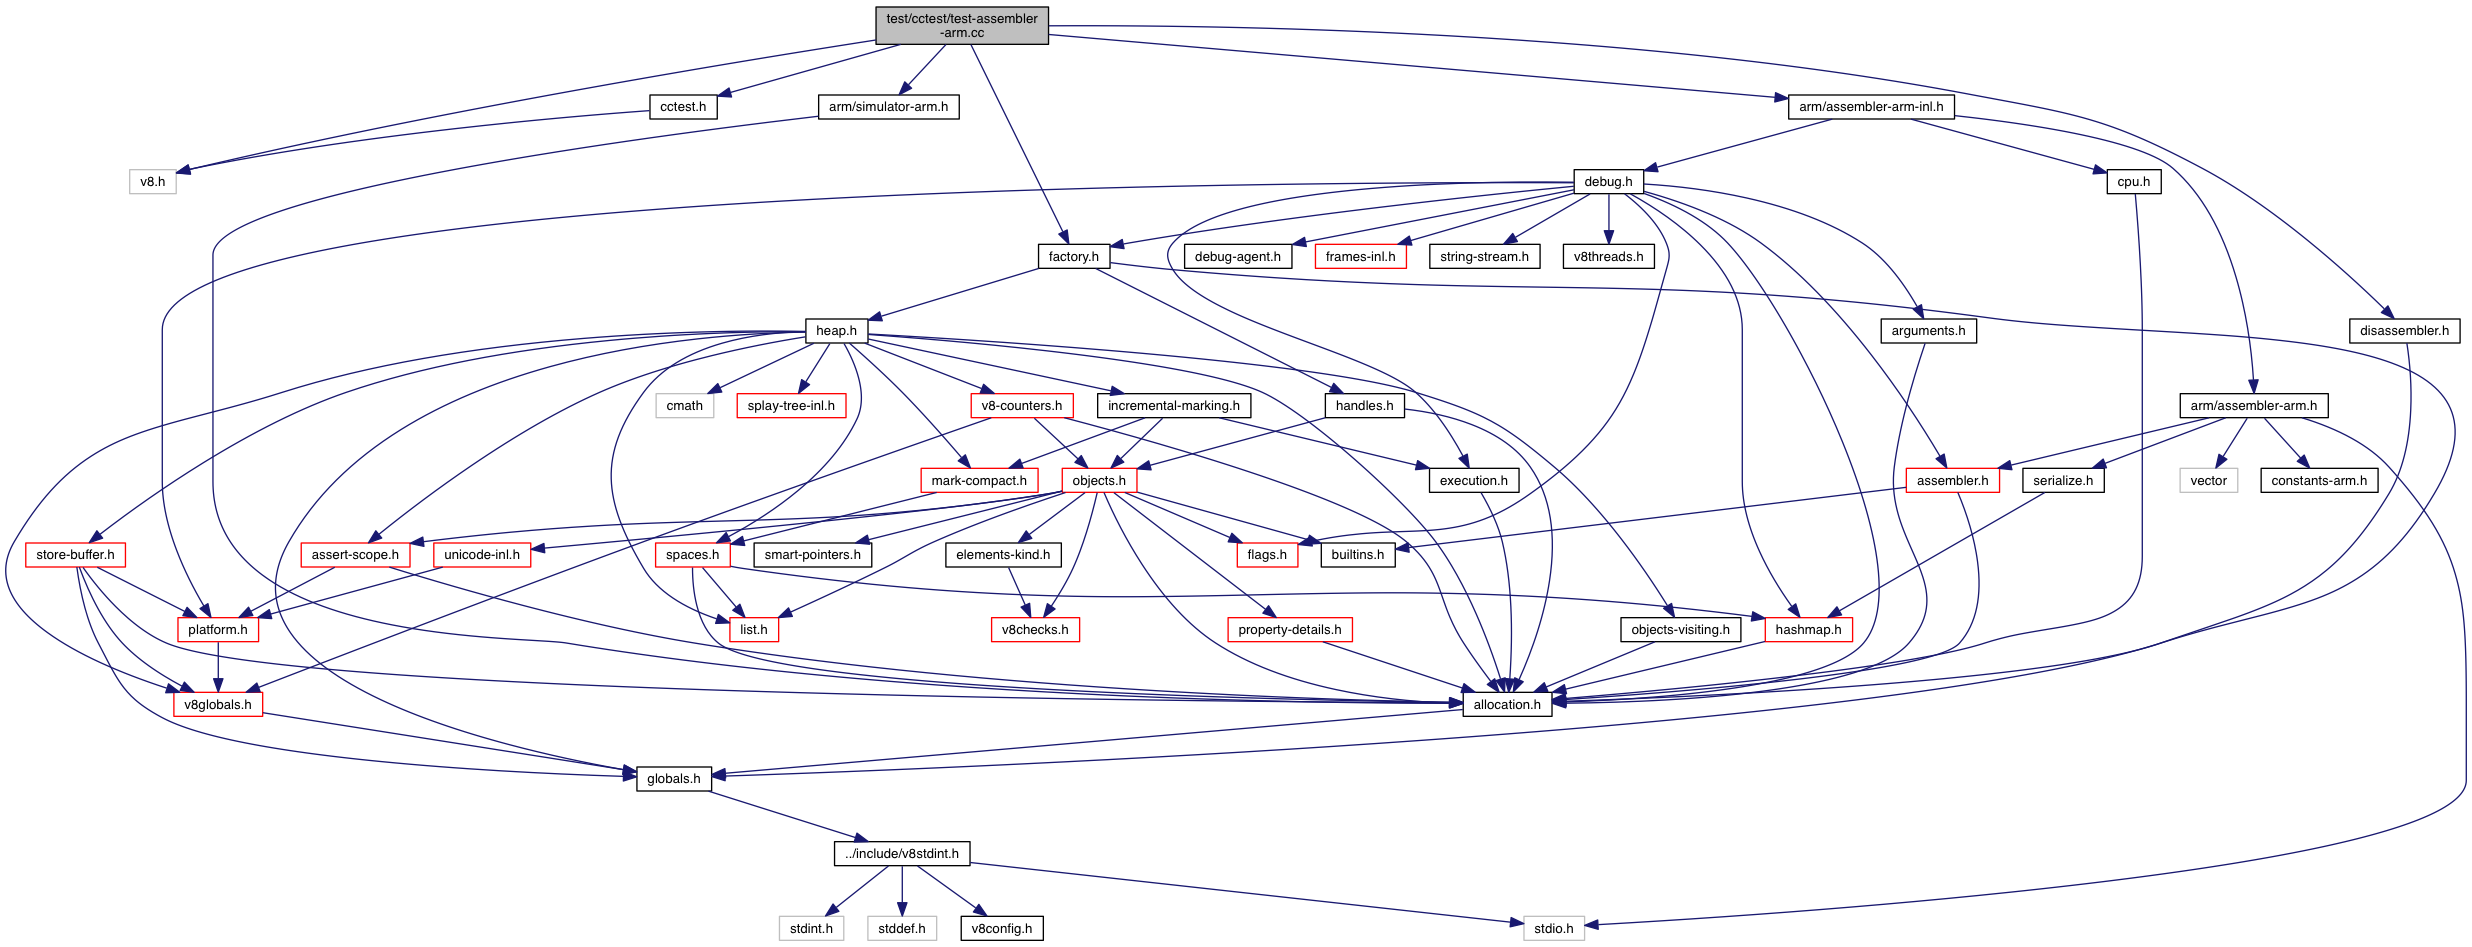 test/cctest/test-assembler
-arm.cc
cctest.h
arm/simulator-arm.h
arm/assembler-arm-inl.h
v8.h
debug.h
cpu.h
factory.h
debug-agent.h
frames-inl.h
string-stream.h
v8threads.h
heap.h
arguments.h
disassembler.h
cmath
splay-tree-inl.h
v8-counters.h
incremental-marking.h
handles.h
arm/assembler-arm.h
mark-compact.h
objects.h
execution.h
assembler.h
serialize.h
vector
constants-arm.h
store-buffer.h
assert-scope.h
unicode-inl.h
spaces.h
smart-pointers.h
elements-kind.h
flags.h
builtins.h
platform.h
list.h
v8checks.h
property-details.h
objects-visiting.h
hashmap.h
v8globals.h
allocation.h
globals.h
../include/v8stdint.h
stdint.h
stddef.h
v8config.h
stdio.h